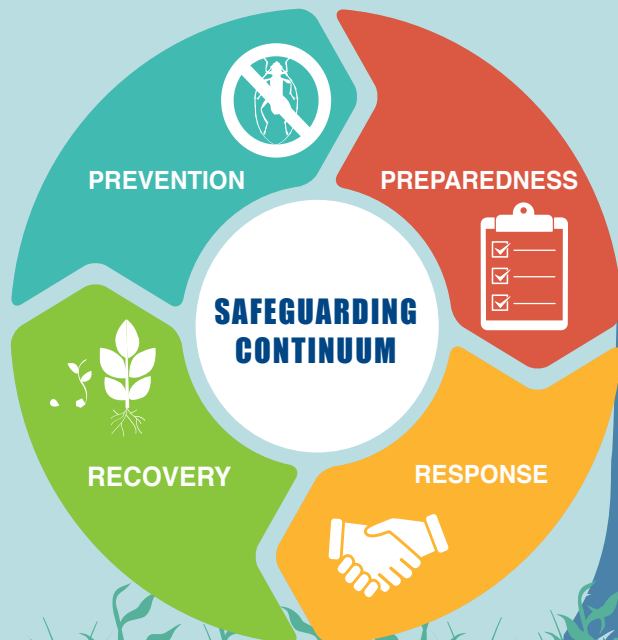 PREVENTION
PREPAREDNESS
SAFEGUARDING
CONTINUUM
RECOVERY
RESPONSE